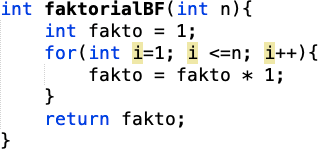 int faktorialBF(int n){
    int fakto = 1;
    for(int i=1; i <=n; i++){
        fakto = fakto * 1;
    }
    return fakto;
}